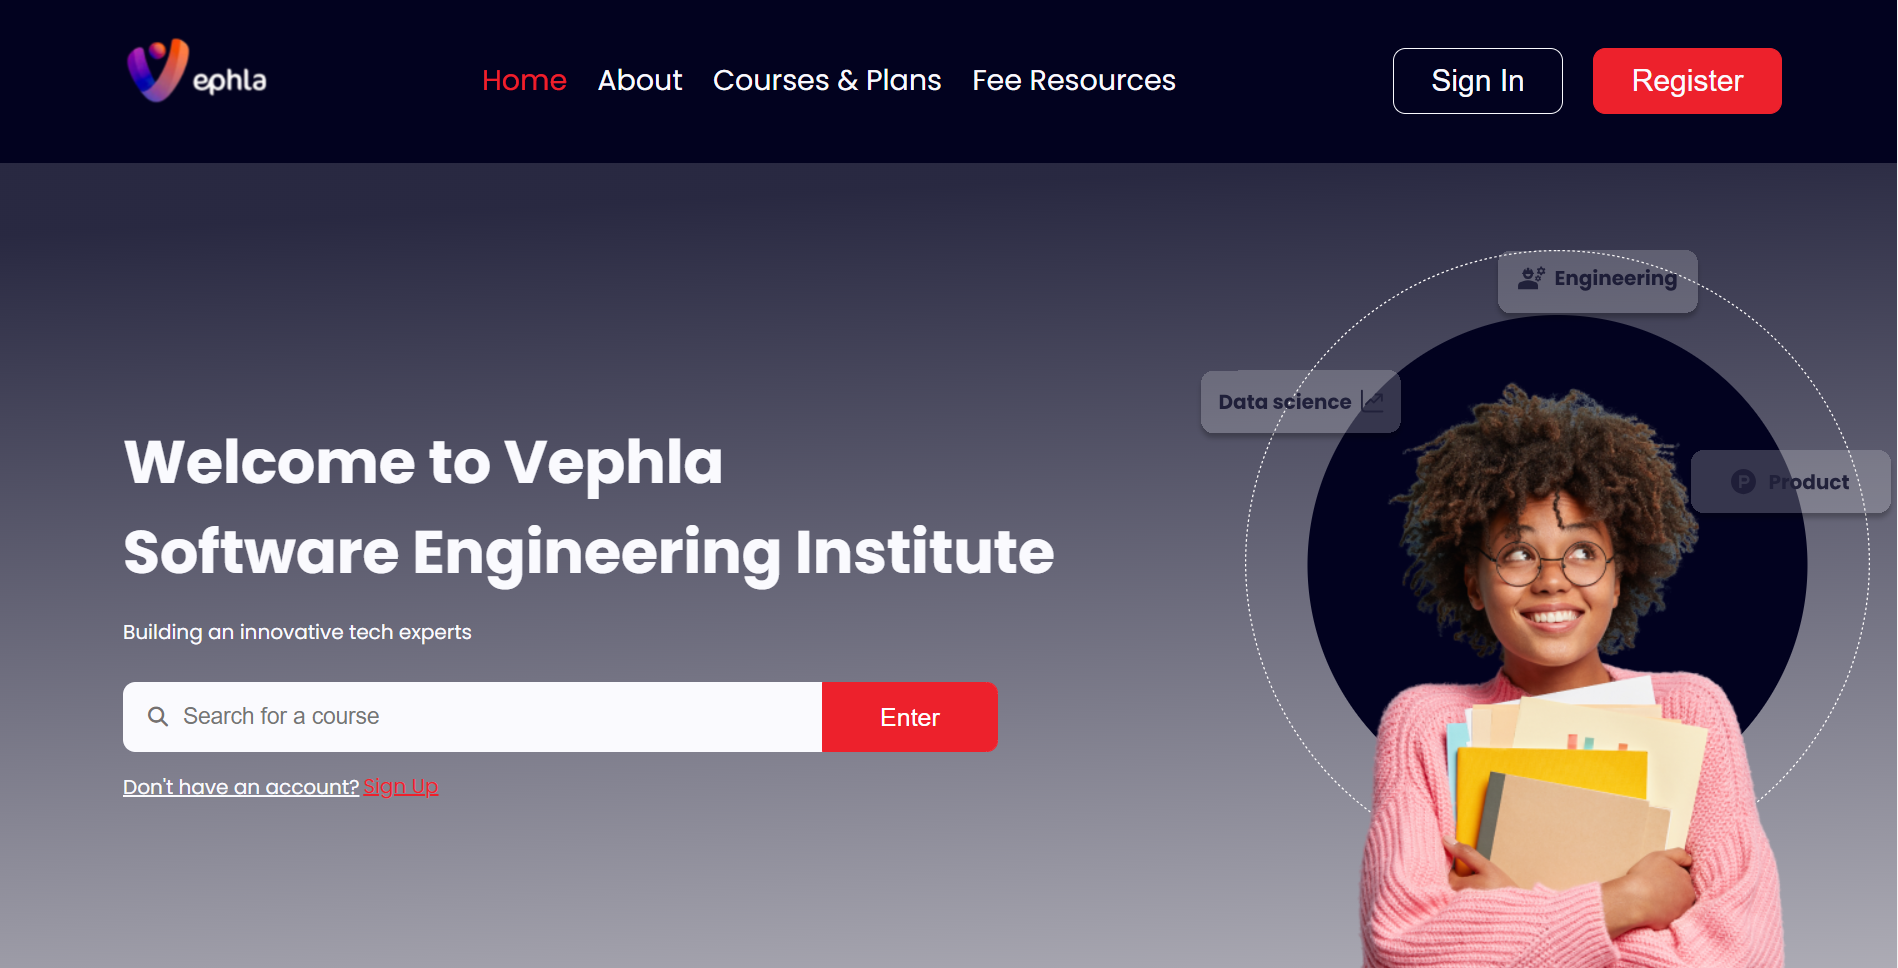 ephla
Home About Courses & Plans Fee Resources
Sign In Register
Engineering
Data science
Product
Welcome to Vephla
Software Engineering Institute
Building an innovative tech experts
Search for a course
Enter
Don't have an account? Sign Up